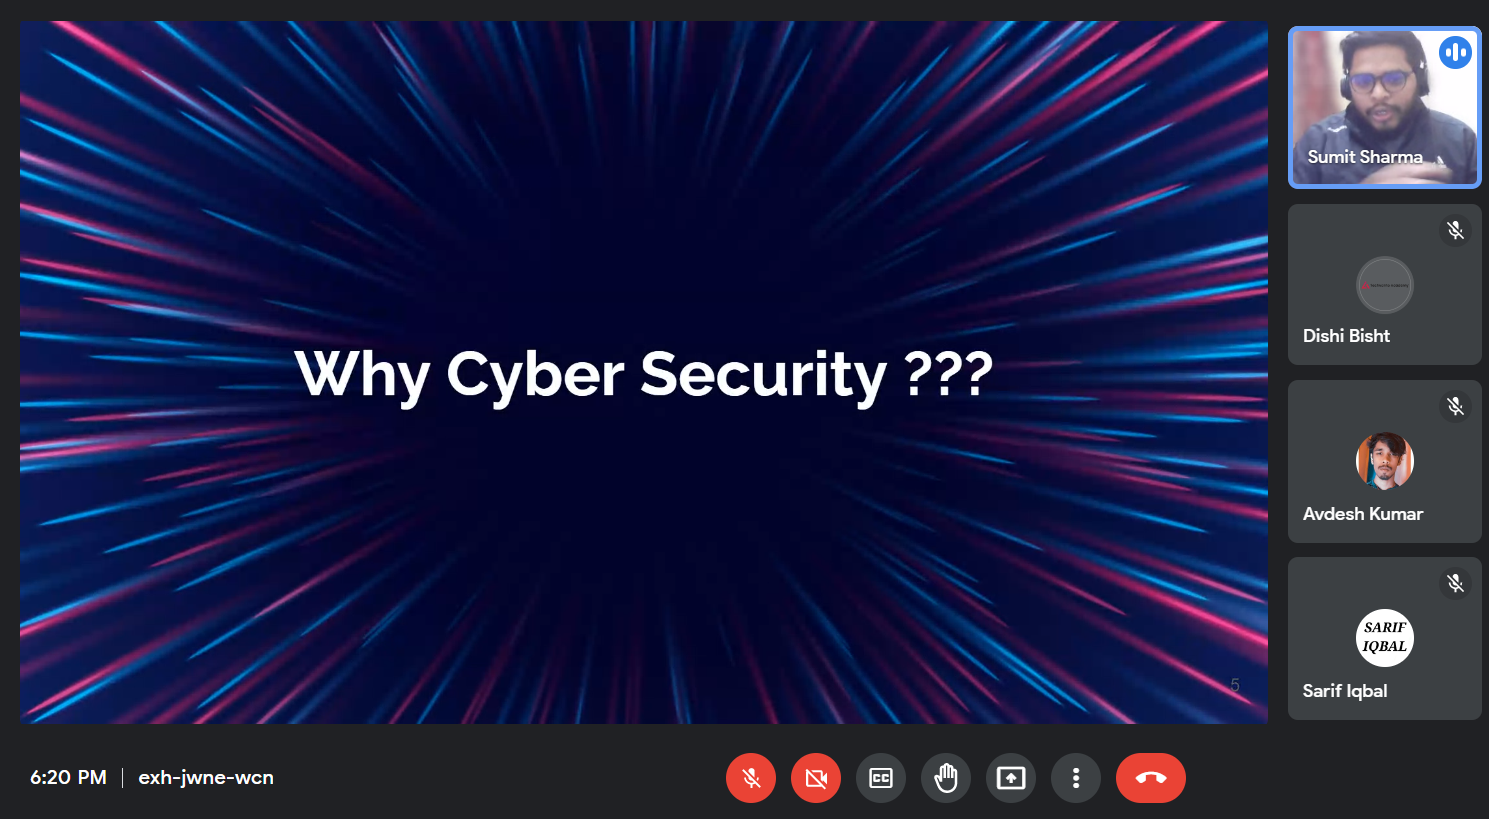 Why Cyber Security ???
5
Sumit Sharma
Dishi Bisht
Avdesh Kumar
SARIF
IQBAL
Sarif Iqbal
6:20 PM | exh-jwne-wcn
CC